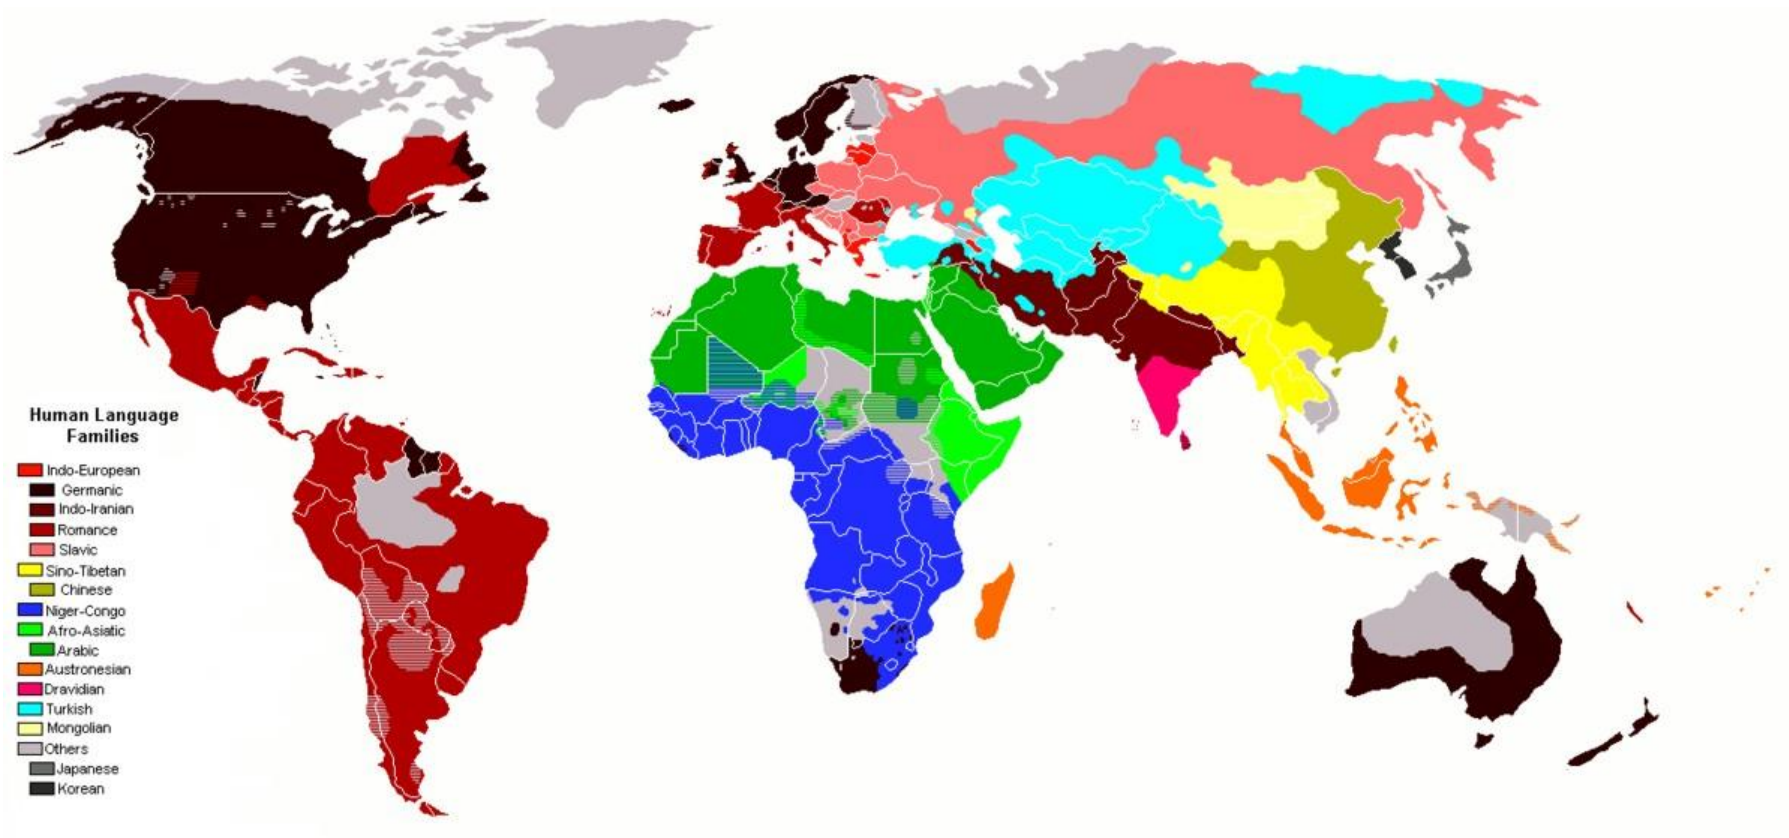 Human Language
Families
Indo-European
Germanic
Indo-Iranian
Romance
Slavic
Sino-Tibetan
Chinese
Niger-Congo
Afro-Asiatic
Arabic
Austronesian
Dravidian
Turkish
Mongolian
Others
Japanese
Korean